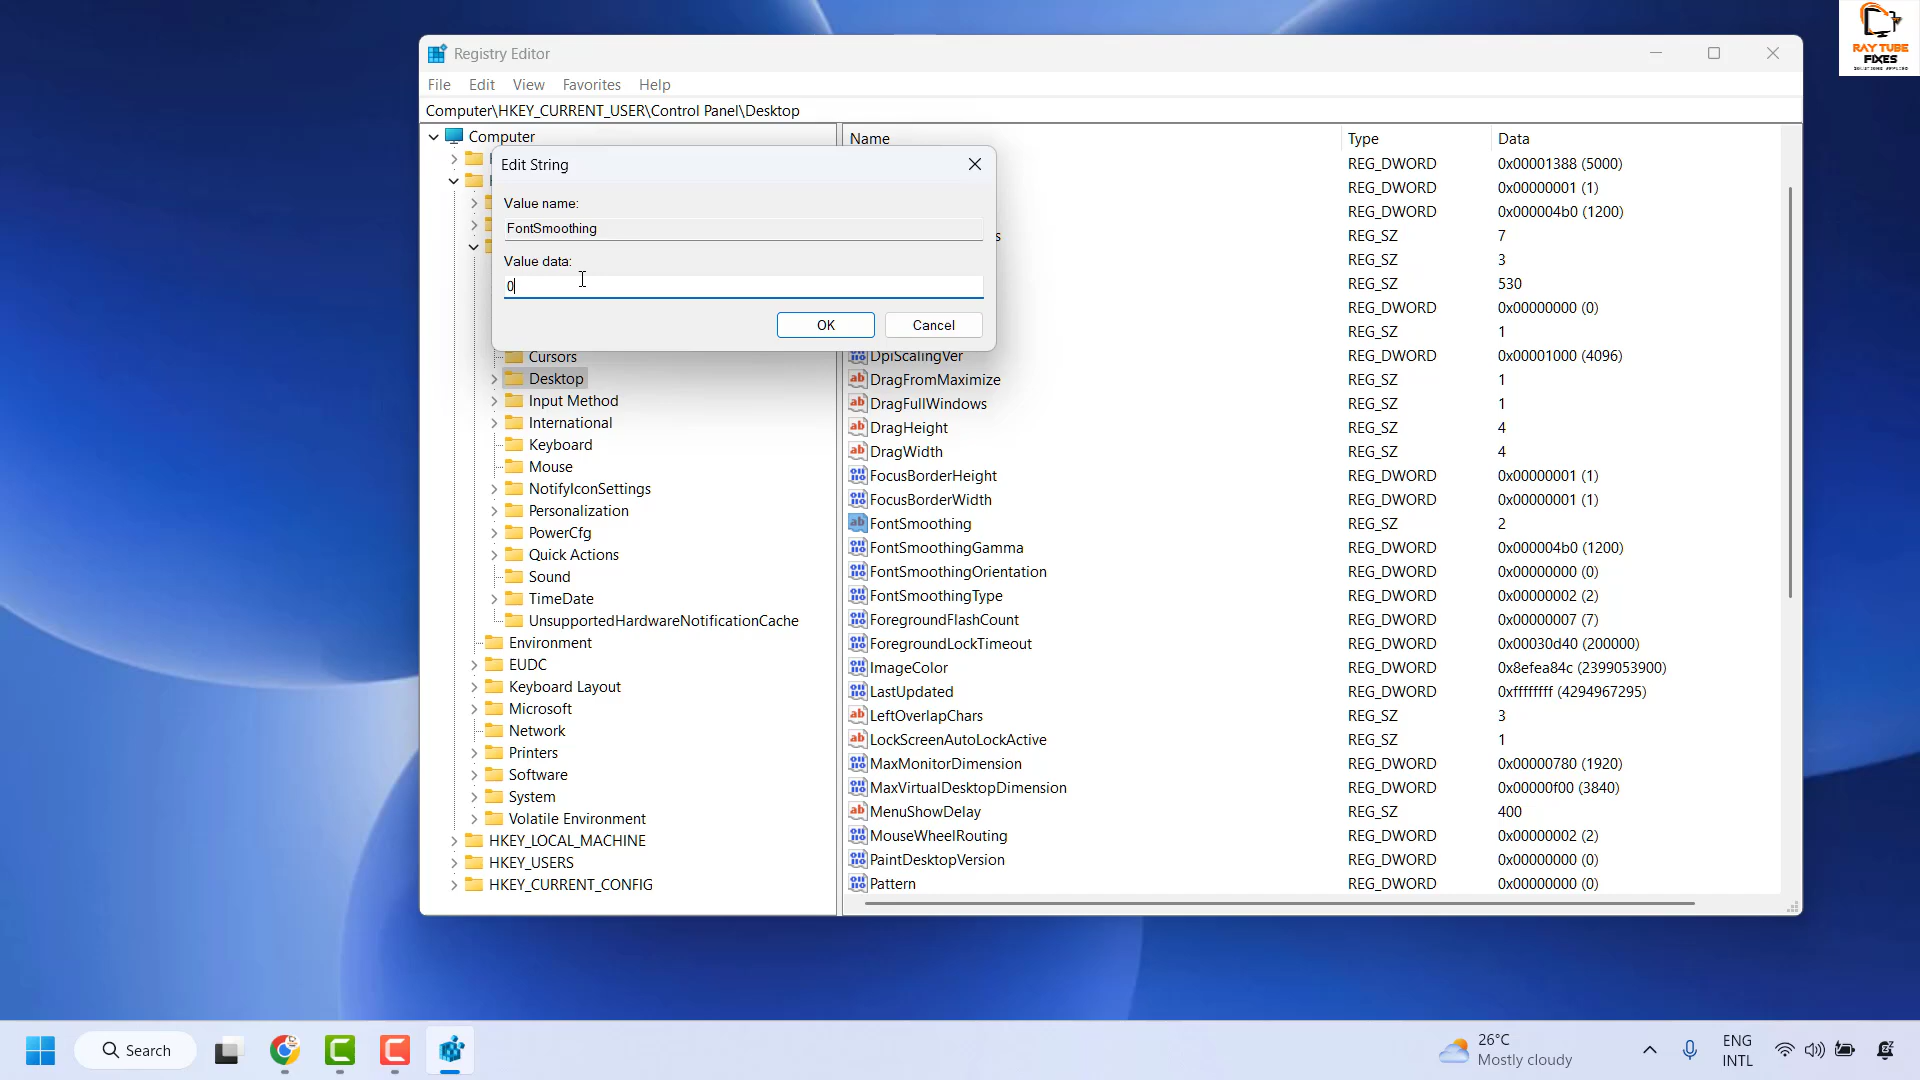 RAY TUBE
FIXES
Registry Editor
File Edit View Favorites Help
Computer\HKEY_CURRENT_USER\Control Panel\Desktop
Computer
Edit String
Value name:
FontSmoothing
Value data:
0
OK Cancel
Cursors
Desktop
Input Method
International
Keyboard
Mouse
NotifyIconSettings
Personalization
PowerCfg
Quick Actions
Sound
TimeDate
UnsupportedHardwareNotificationCache
Environment
EUDC
Keyboard Layout
Microsoft
Network
Printers
Software
System
Volatile Environment
HKEY_LOCAL_MACHINE
HKEY_USERS
HKEY_CURRENT_CONFIG
Name Type Data
REG_DWORD 0x00001388 (5000)
REG_DWORD 0x00000001 (1)
REG_DWORD 0x000004b0 (1200)
s REG_SZ 7
REG_SZ 3
REG_SZ 530
REG_DWORD 0x00000000 (0)
REG_SZ 1
DpiScalingVer REG_DWORD 0x00001000 (4096)
DragFromMaximize REG_SZ 1
DragFullWindows REG_SZ 1
DragHeight REG_SZ 4
DragWidth REG_SZ 4
FocusBorderHeight REG_DWORD 0x00000001 (1)
FocusBorderWidth REG_DWORD 0x00000001 (1)
FontSmoothing REG_SZ 2
FontSmoothingGamma REG_DWORD 0x000004b0 (1200)
FontSmoothingOrientation REG_DWORD 0x00000000 (0)
FontSmoothingType REG_DWORD 0x00000002 (2)
ForegroundFlashCount REG_DWORD 0x00000007 (7)
ForegroundLockTimeout REG_DWORD 0x00030d40 (200000)
ImageColor REG_DWORD 0x8efea84c (2399053900)
LastUpdated REG_DWORD 0xffffffff (4294967295)
LeftOverlapChars REG_SZ 3
LockScreenAutoLockActive REG_SZ 1
MaxMonitorDimension REG_DWORD 0x00000780 (1920)
MaxVirtualDesktopDimension REG_DWORD 0x00000f00 (3840)
MenuShowDelay REG_SZ 400
MouseWheelRouting REG_DWORD 0x00000002 (2)
PaintDesktopVersion REG_DWORD 0x00000000 (0)
Pattern REG_DWORD 0x00000000 (0)
Search
26°C
Mostly cloudy
ENG
INTL